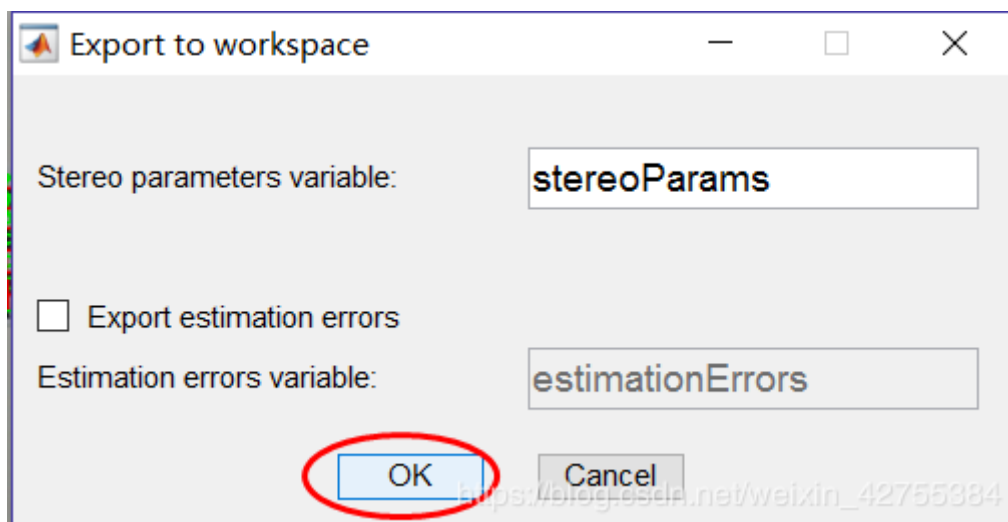 Export to workspace
Stereo parameters variable: stereoParams
Export estimation errors
Estimation errors variable: estimationErrors
OK Cancel
https://blog.csdn.net/weixin_42755384